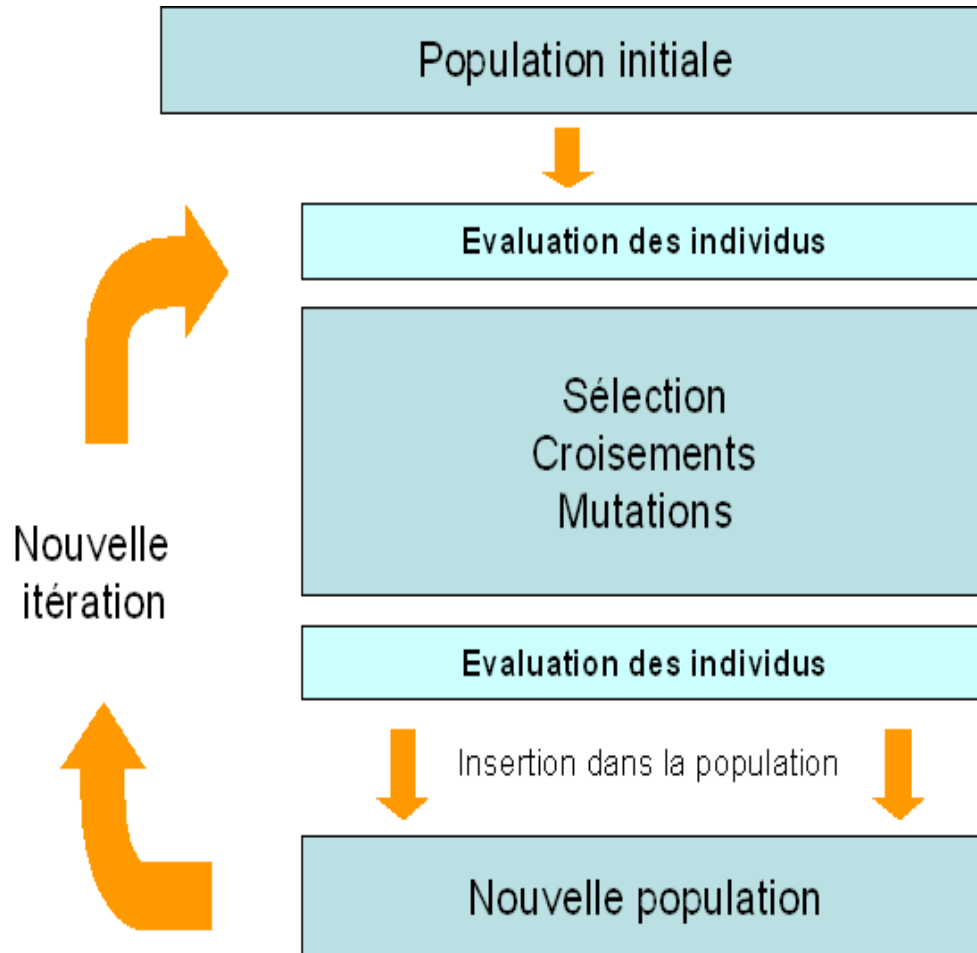 Population initiale
Evaluation des individus
Sélection
Croisements
Mutations
Nouvelle
itération
Evaluation des individus
Insertion dans la population
Nouvelle population